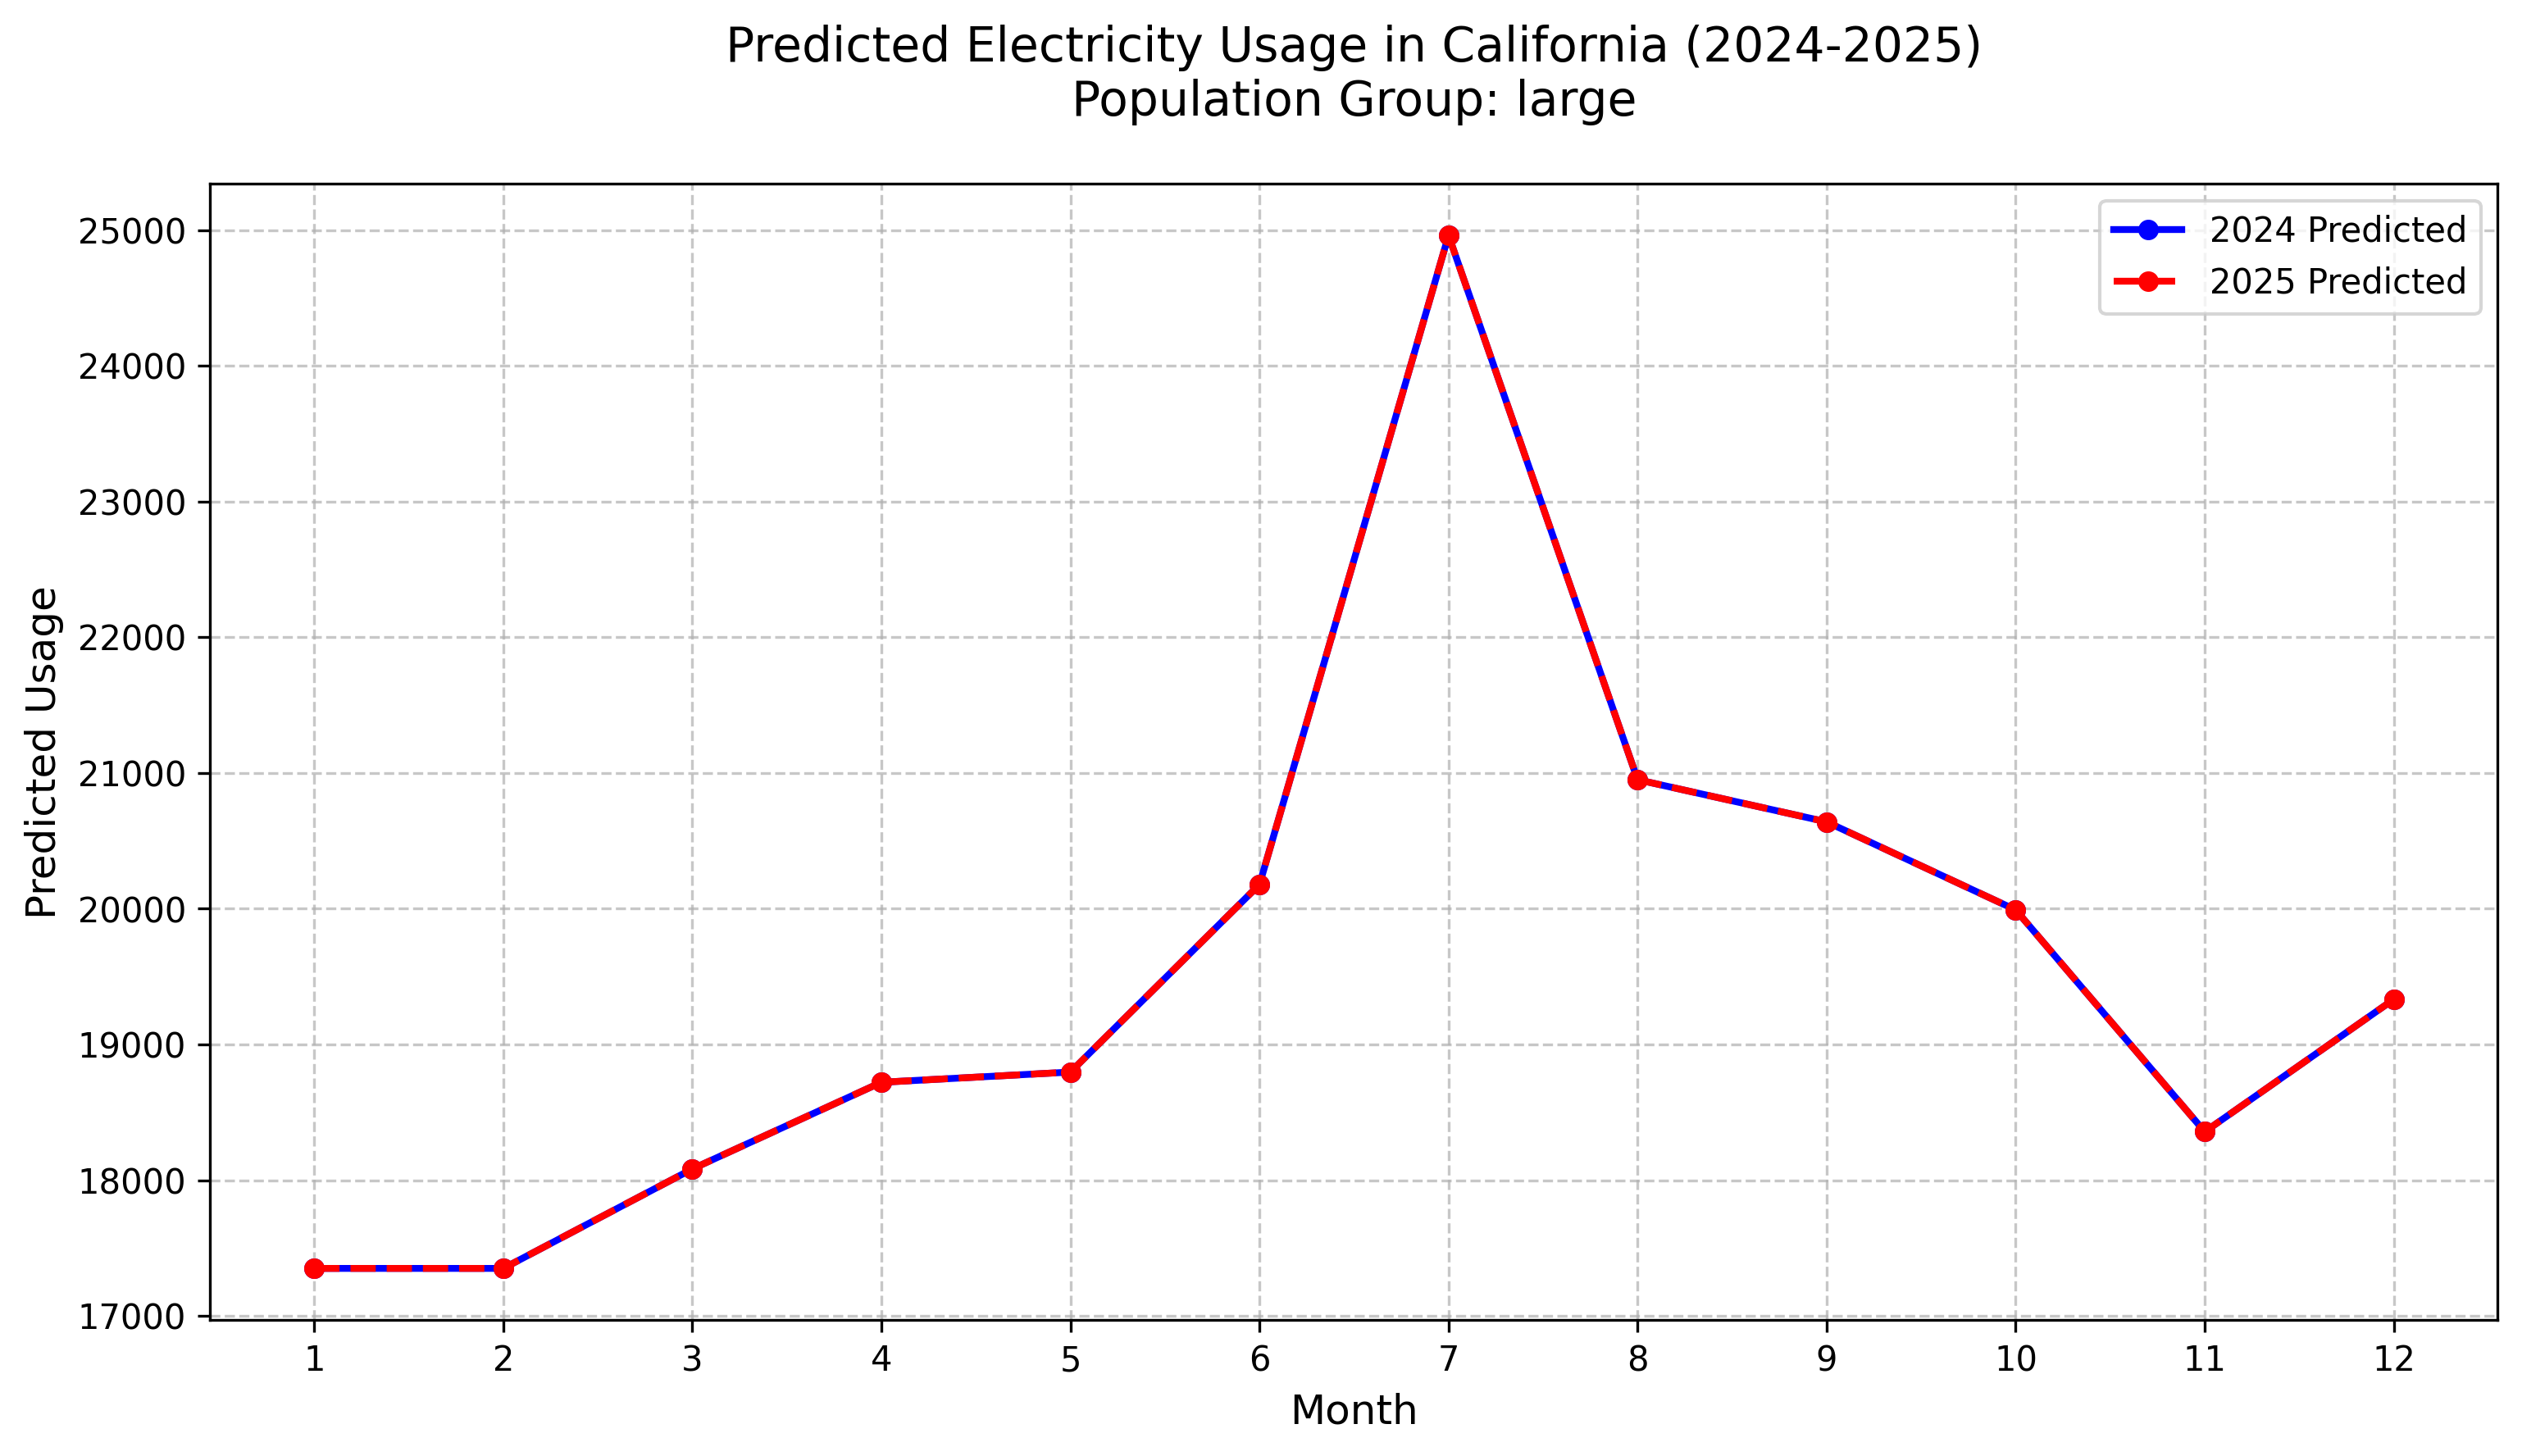 Predicted Electricity Usage in California (2024-2025)
Population Group: large
2024 Predicted
2025 Predicted
Predicted Usage
25000
24000
23000
22000
21000
20000
19000
18000
17000
1 2 3 4 5 6 7 8 9 10 11 12
Month